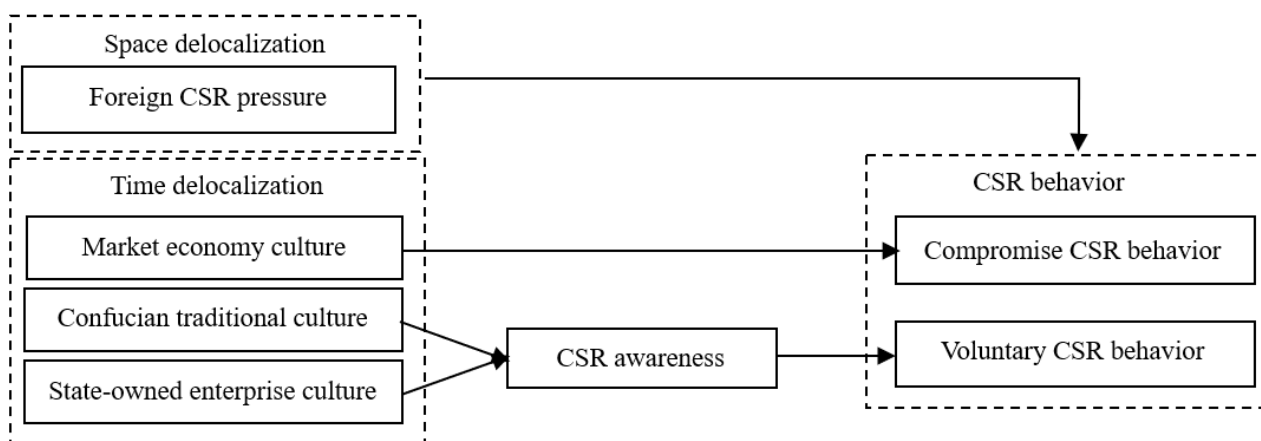 Space delocalization
Foreign CSR pressure
Time delocalization
Market economy culture
Confucian traditional culture
State-owned enterprise culture
CSR awareness
CSR behavior
Compromise CSR behavior
Voluntary CSR behavior